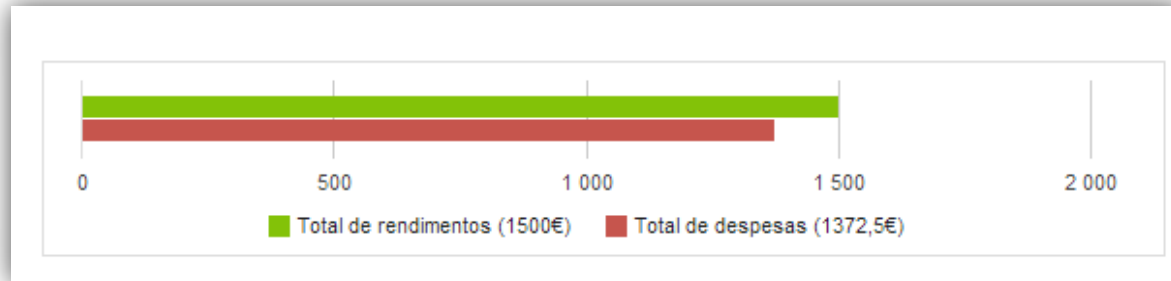 0 500 1 000 1 500 2 000
Total de rendimentos (1500€) Total de despesas (1372,5€)